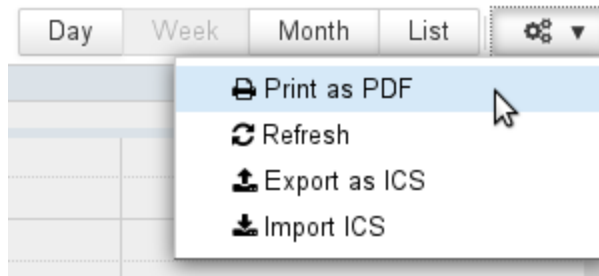 Day Week Month List
Print as PDF
Refresh
Export as ICS
Import ICS